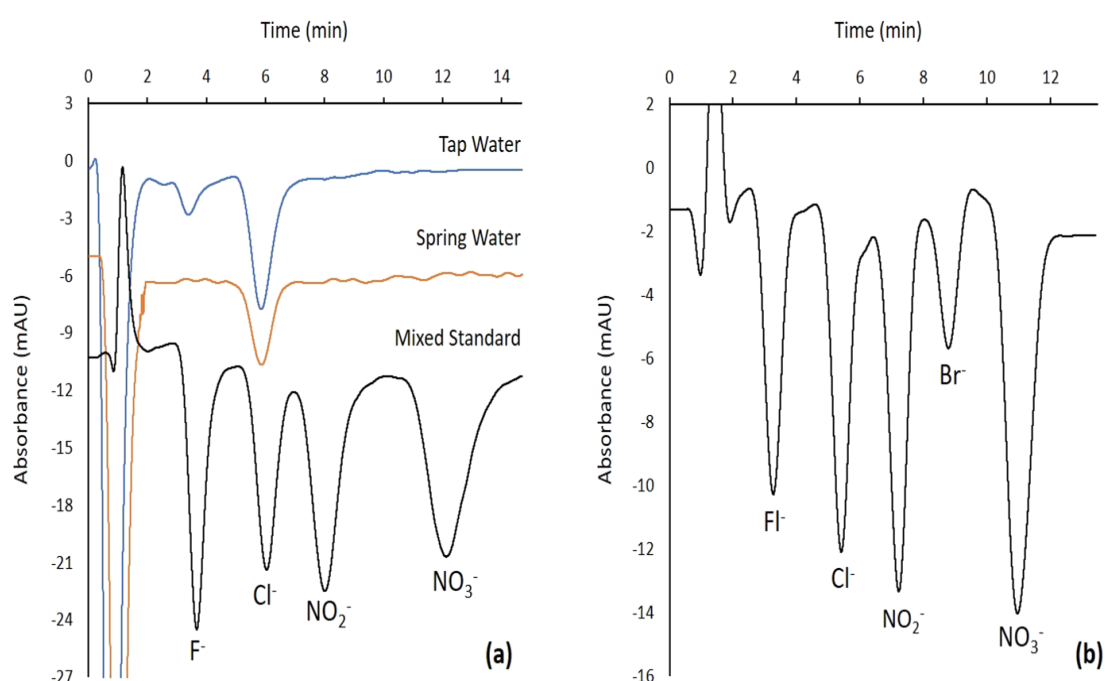 Time (min)
0 2 4 6 8 10 12 14
3
0
-3
-6
-9
-12
-15
-18
-21
-24
-27
Absorbance (mAU)
Tap Water
Spring Water
Mixed Standard
F⁻
Cl⁻
NO₂⁻
NO₃⁻
(a)
Time (min)
0 2 4 6 8 10 12
2
0
-2
-4
-6
-8
-10
-12
-14
-16
Absorbance (mAU)
Fl⁻
Cl⁻
NO₂⁻
Br⁻
NO₃⁻
(b)